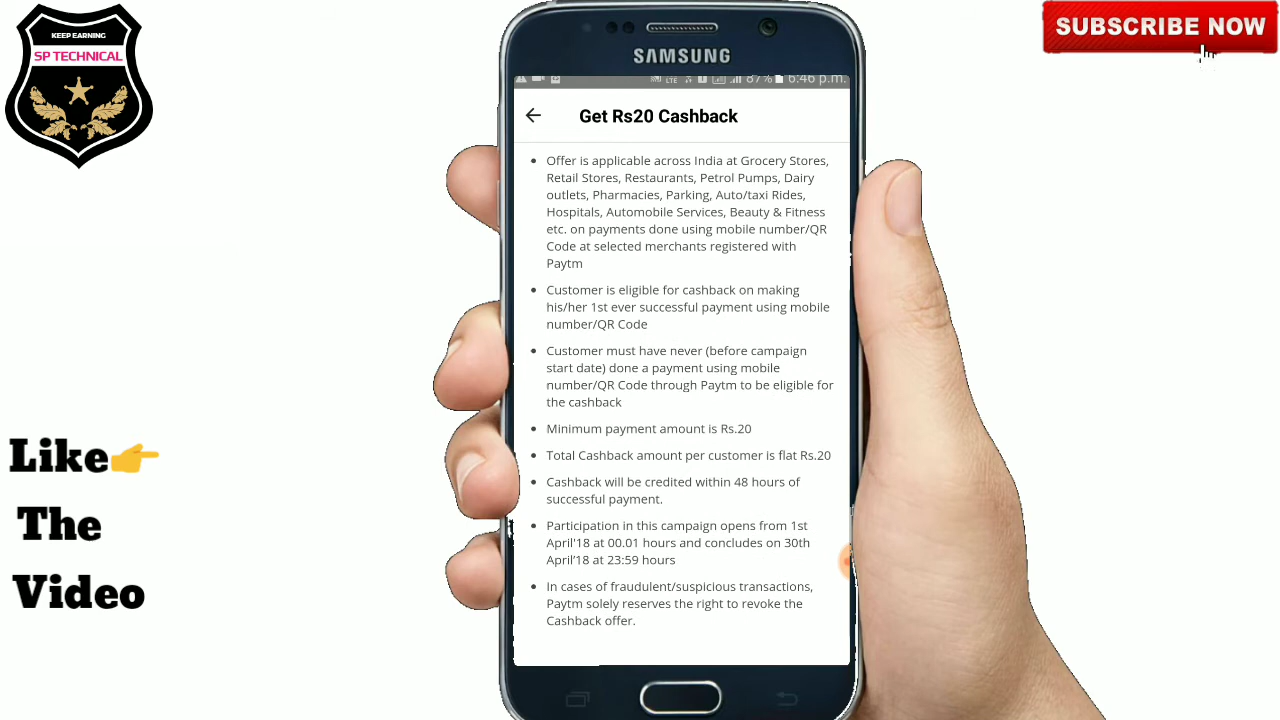 KEEP EARNING
SP TECHNICAL
SUBSCRIBE NOW
SAMSUNG
LTE 87% 6:46 p.m.
Get Rs20 Cashback
• Offer is applicable across India at Grocery Stores,
Retail Stores, Restaurants, Petrol Pumps, Dairy
outlets, Pharmacies, Parking, Auto/taxi Rides,
Hospitals, Automobile Services, Beauty & Fitness
etc. on payments done using mobile number/QR
Code at selected merchants registered with
Paytm
• Customer is eligible for cashback on making
his/her 1st ever successful payment using mobile
number/QR Code
• Customer must have never (before campaign
start date) done a payment using mobile
number/QR Code through Paytm to be eligible for
the cashback
• Minimum payment amount is Rs.20
• Total Cashback amount per customer is flat Rs.20
• Cashback will be credited within 48 hours of
successful payment.
• Participation in this campaign opens from 1st
April'18 at 00.01 hours and concludes on 30th
April'18 at 23:59 hours
• In cases of fraudulent/suspicious transactions,
Paytm solely reserves the right to revoke the
Cashback offer.
Like👉
The
Video